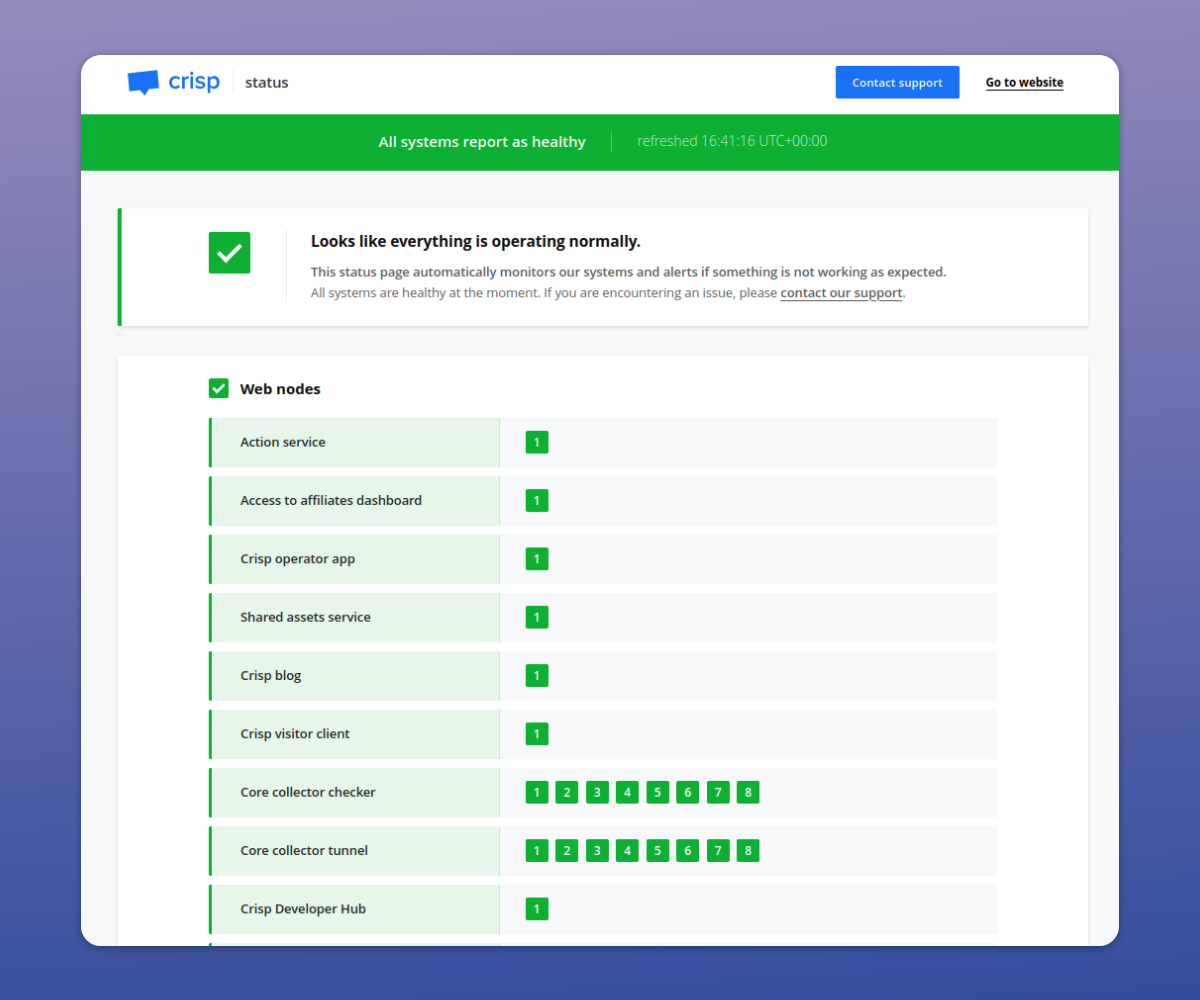 crisp status Contact support Go to website
All systems report as healthy refreshed 16:41:16 UTC+00:00
Looks like everything is operating normally.
This status page automatically monitors our systems and alerts if something is not working as expected.
All systems are healthy at the moment. If you are encountering an issue, please contact our support.
Web nodes
Action service 1
Access to affiliates dashboard 1
Crisp operator app 1
Shared assets service 1
Crisp blog 1
Crisp visitor client 1
Core collector checker 1 2 3 4 5 6 7 8
Core collector tunnel 1 2 3 4 5 6 7 8
Crisp Developer Hub 1